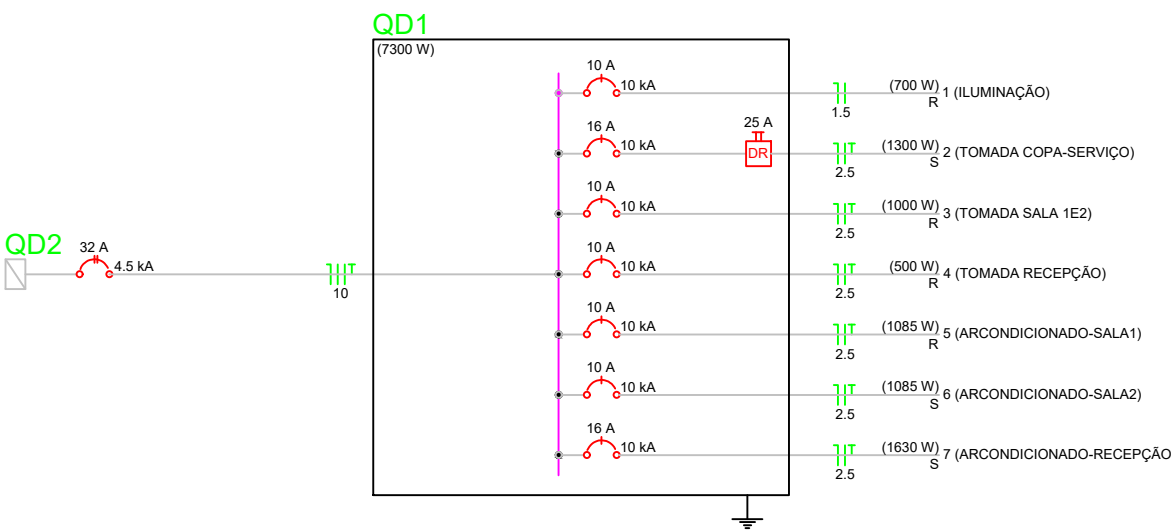 QD1
(7300 W)
10 A
10 kA
(700 W)
1 (ILUMINAÇÃO)
R
1.5
16 A
10 kA
25 A
DR
(1300 W)
2 (TOMADA COPA-SERVIÇO)
S
2.5
10 A
10 kA
(1000 W)
3 (TOMADA SALA 1E2)
R
2.5
QD2
32 A
4.5 kA
10
10 A
10 kA
(500 W)
4 (TOMADA RECEPÇÃO)
R
2.5
10 A
10 kA
(1085 W)
5 (ARCONDICIONADO-SALA1)
R
2.5
10 A
10 kA
(1085 W)
6 (ARCONDICIONADO-SALA2)
S
2.5
16 A
10 kA
(1630 W)
7 (ARCONDICIONADO-RECEPÇÃO
S
2.5